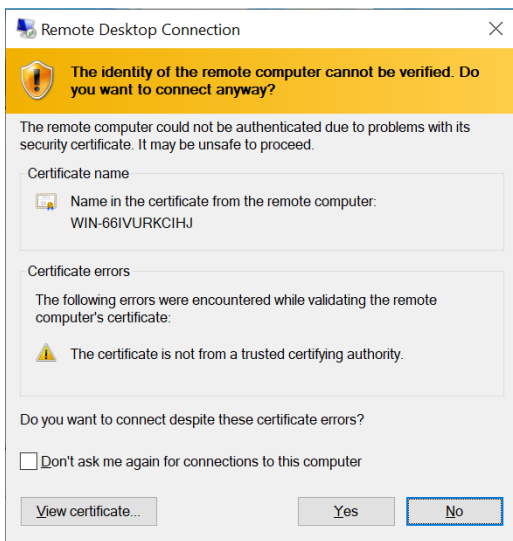 Remote Desktop Connection
The identity of the remote computer cannot be verified. Do
you want to connect anyway?
The remote computer could not be authenticated due to problems with its
security certificate. It may be unsafe to proceed.
Certificate name
Name in the certificate from the remote computer:
WIN-66IVURKCIHJ
Certificate errors
The following errors were encountered while validating the remote
computer's certificate:
The certificate is not from a trusted certifying authority.
Do you want to connect despite these certificate errors?
Don't ask me again for connections to this computer
View certificate...
Yes
No